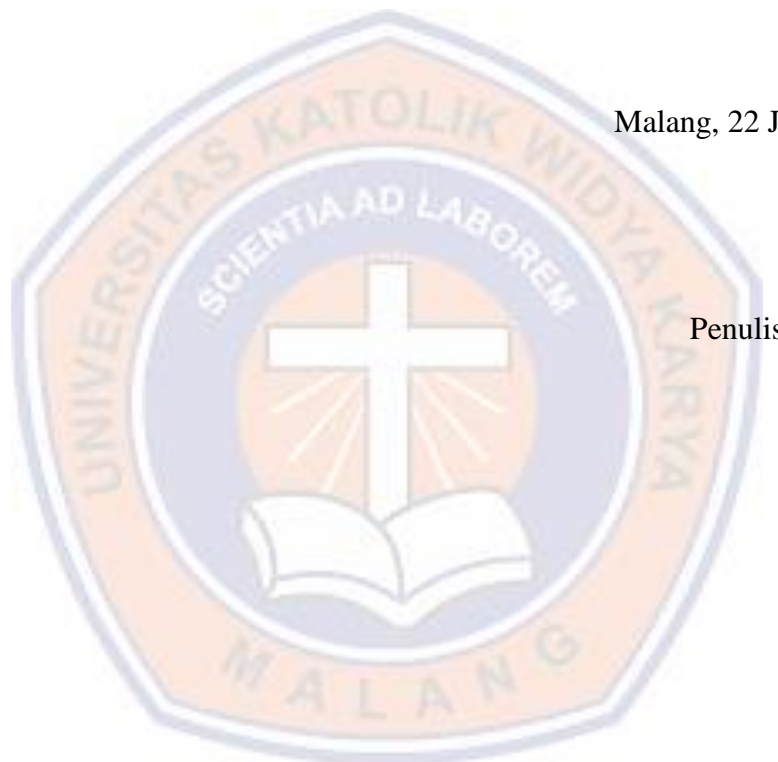 Malang, 22 J
Penulis
UNIVERSITAS KATOLIK WIDYA KARYA
SCIENTIA AD LABOREM
MALANG